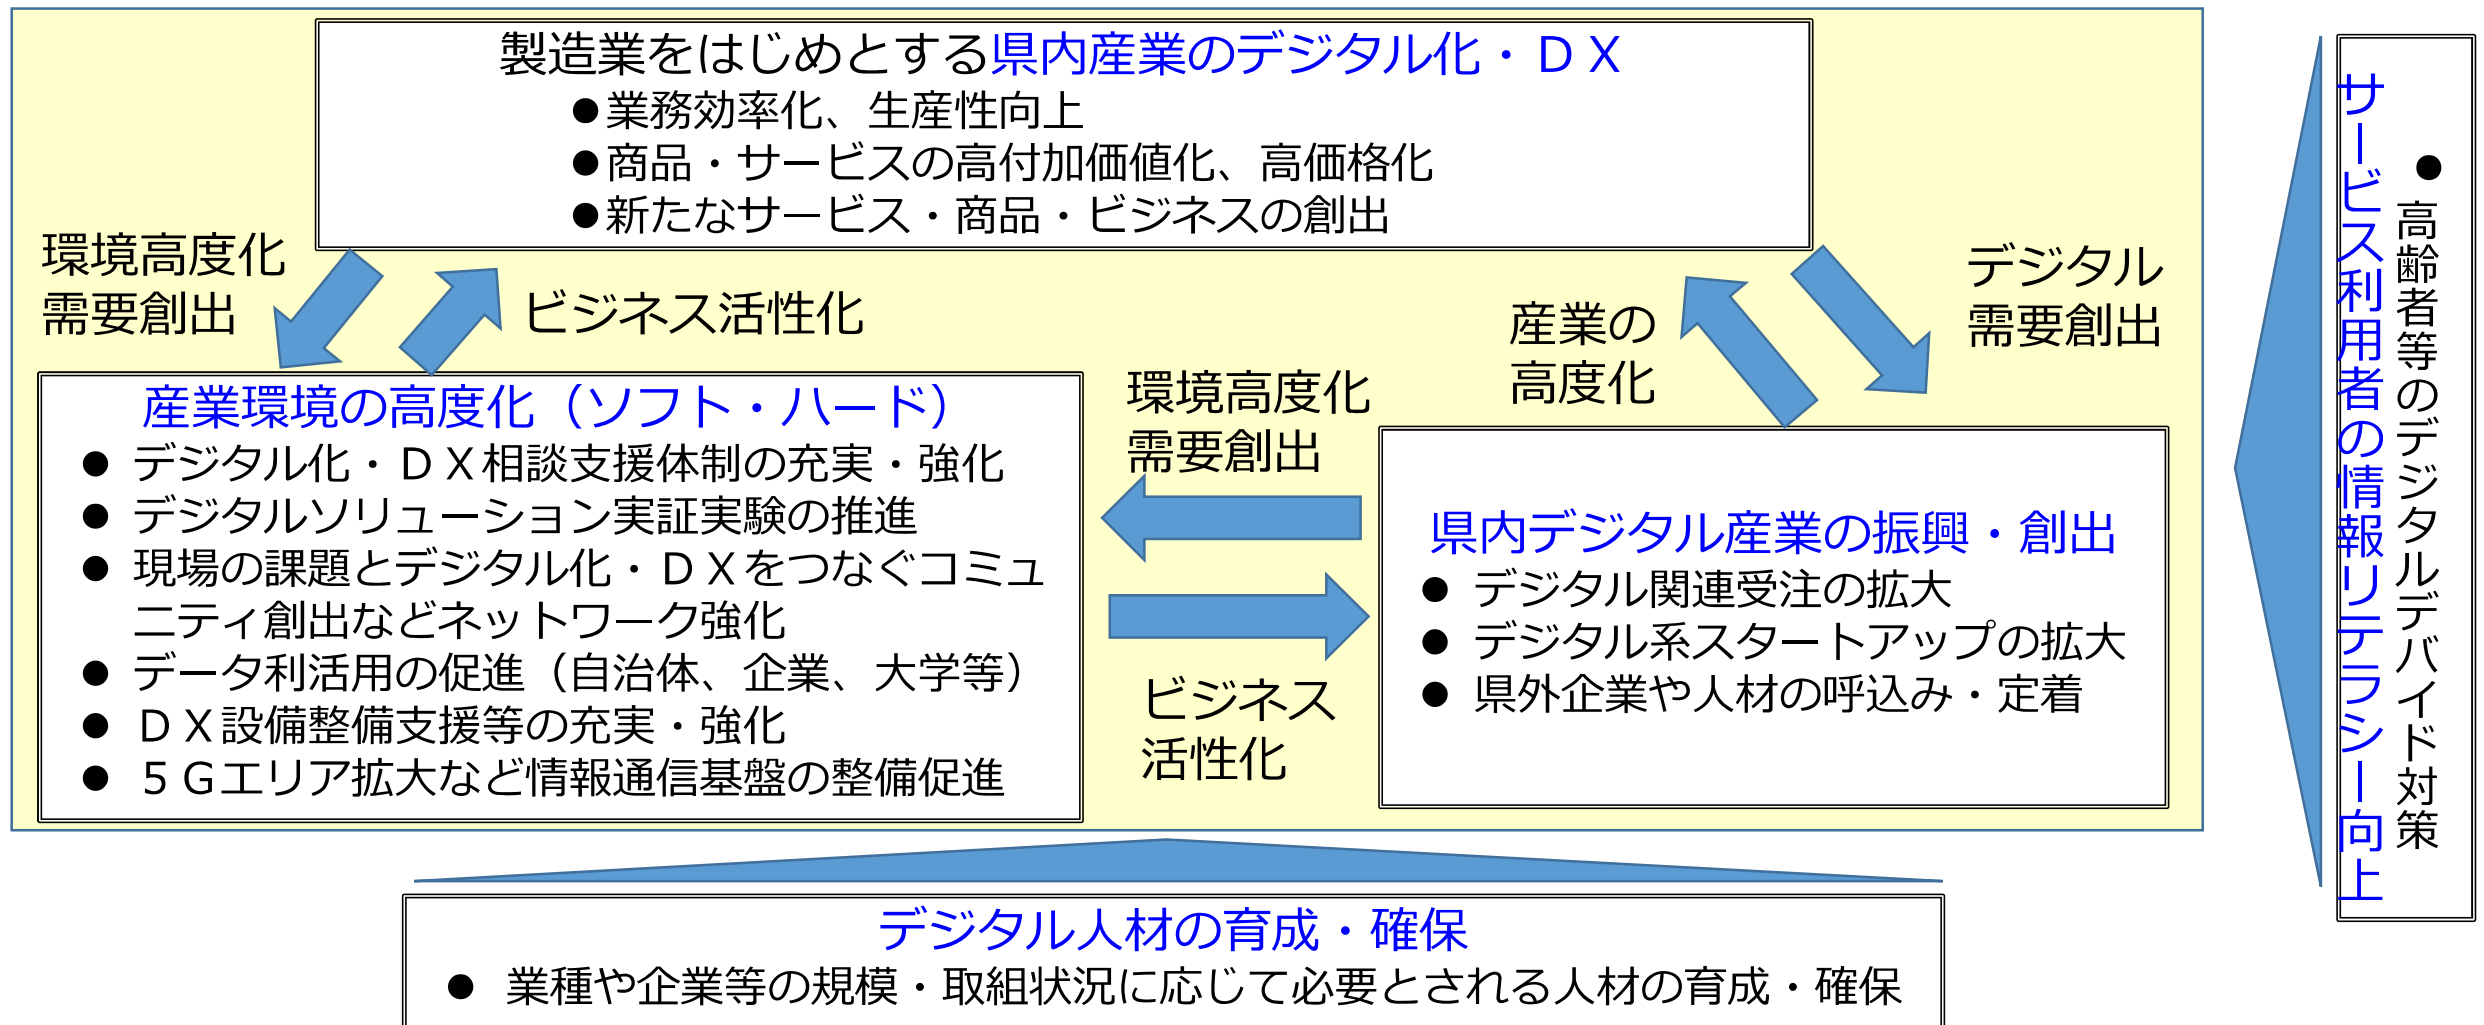 製造業をはじめとする県内産業のデジタル化・ＤＸ
●業務効率化、生産性向上
●商品・サービスの高付加価値化、高価格化
●新たなサービス・商品・ビジネスの創出
環境高度化
需要創出
ビジネス活性化
産業の
高度化
デジタル
需要創出
産業環境の高度化（ソフト・ハード）
● デジタル化・ＤＸ相談支援体制の充実・強化
● デジタルソリューション実証実験の推進
● 現場の課題とデジタル化・ＤＸをつなぐコミュ
ニティ創出などネットワーク強化
● データ利活用の促進（自治体、企業、大学等）
● ＤＸ設備整備支援等の充実・強化
● ５Ｇエリア拡大など情報通信基盤の整備促進
環境高度化
需要創出
ビジネス
活性化
県内デジタル産業の振興・創出
● デジタル関連受注の拡大
● デジタル系スタートアップの拡大
● 県外企業や人材の呼込み・定着
サービス利用者の情報リテラシー向上
● 高齢者等のデジタルデバイド対策
デジタル人材の育成・確保
● 業種や企業等の規模・取組状況に応じて必要とされる人材の育成・確保